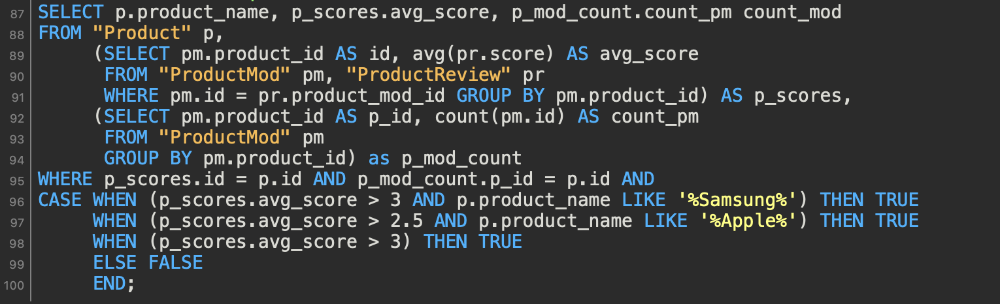 87 SELECT p.product_name, p_scores.avg_score, p_mod_count.count_pm count_mod
88 FROM "Product" p,
89 (SELECT pm.product_id AS id, avg(pr.score) AS avg_score
90 FROM "ProductMod" pm, "ProductReview" pr
91 WHERE pm.id = pr.product_mod_id GROUP BY pm.product_id) AS p_scores,
92 (SELECT pm.product_id AS p_id, count(pm.id) AS count_pm
93 FROM "ProductMod" pm
94 GROUP BY pm.product_id) as p_mod_count
95 WHERE p_scores.id = p.id AND p_mod_count.p_id = p.id AND
96 CASE WHEN (p_scores.avg_score > 3 AND p.product_name LIKE '%Samsung%') THEN TRUE
97 WHEN (p_scores.avg_score > 2.5 AND p.product_name LIKE '%Apple%') THEN TRUE
98 WHEN (p_scores.avg_score > 3) THEN TRUE
99 ELSE FALSE
100 END;